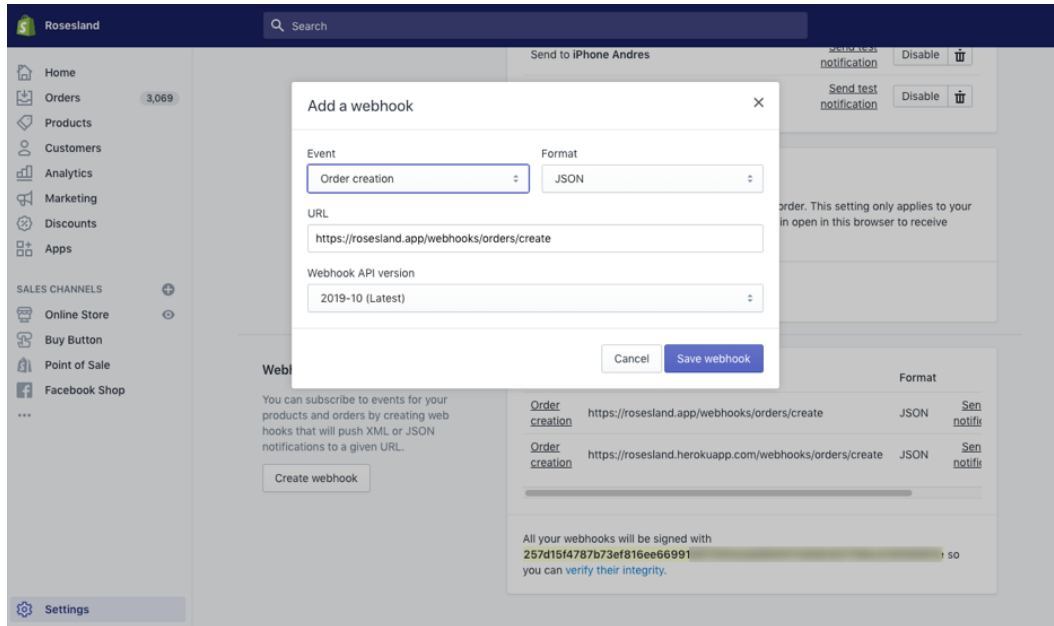 Rosesland
Search
Home
Orders 3,069
Products
Customers
Analytics
Marketing
Discounts
Apps
SALES CHANNELS
Online Store
Buy Button
Point of Sale
Facebook Shop
Settings
Send to iPhone Andres
Send test
notification
Disable
Send test
notification
Disable
Add a webhook
Event
Format
Order creation
JSON
URL
https://rosesland.app/webhooks/orders/create
Webhook API version
2019-10 (Latest)
Cancel
Save webhook
order. This setting only applies to your
in open in this browser to receive
Webh
You can subscribe to events for your
products and orders by creating web
hooks that will push XML or JSON
notifications to a given URL.
Create webhook
Format
Order
creation
https://rosesland.app/webhooks/orders/create
JSON
Sen
notific
Order
creation
https://rosesland.herokuapp.com/webhooks/orders/create
JSON
Sen
notific
All your webhooks will be signed with
257d15f4787b73ef816ee66991 so
you can verify their integrity.